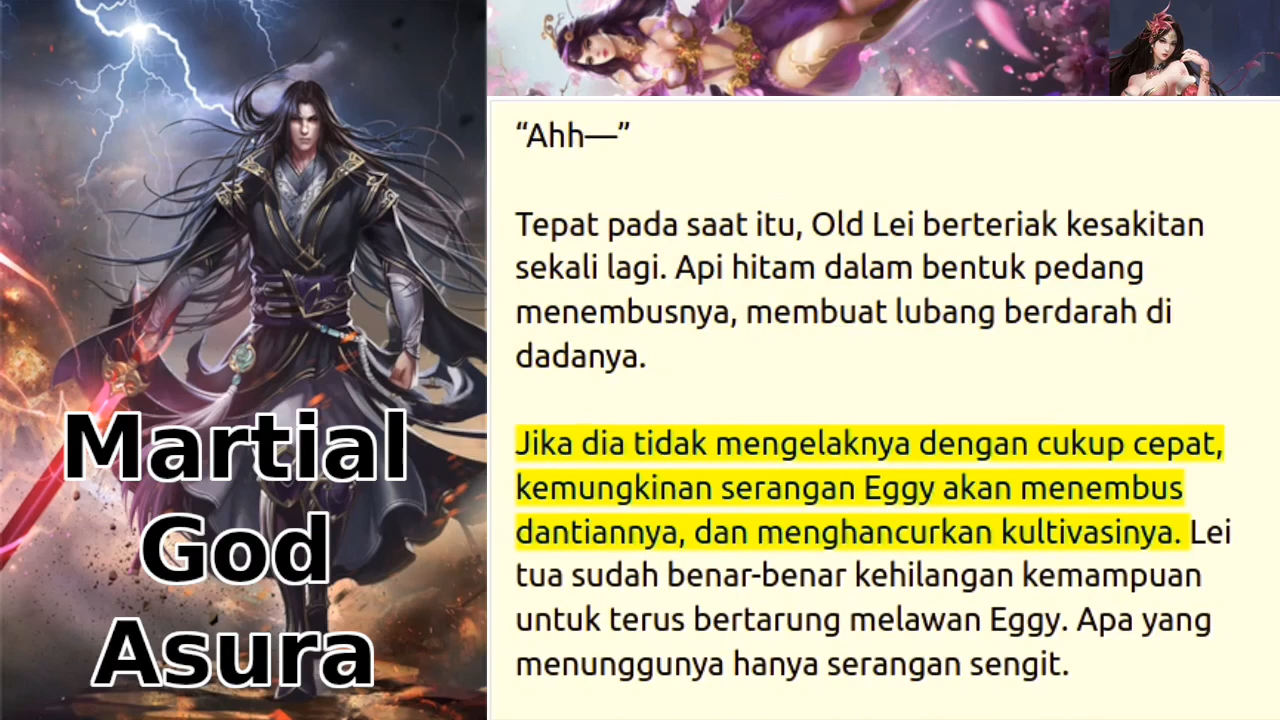 Martial
God
Asura
“Ahh—”
Tepat pada saat itu, Old Lei berteriak kesakitan
sekali lagi. Api hitam dalam bentuk pedang
menembusnya, membuat lubang berdarah di
dadanya.
Jika dia tidak mengelaknya dengan cukup cepat,
kemungkinan serangan Eggy akan menembus
dantiannya, dan menghancurkan kultivasinya. Lei
tua sudah benar-benar kehilangan kemampuan
untuk terus bertarung melawan Eggy. Apa yang
menunggunya hanya serangan sengit.